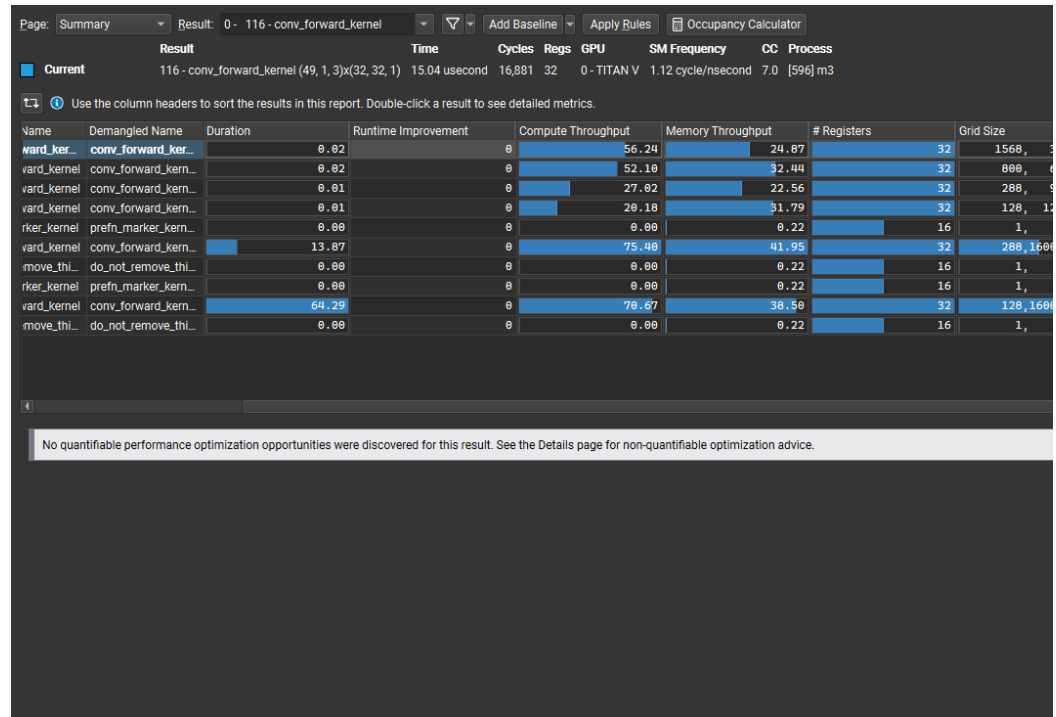 Page: Summary Result: 0 - 116 - conv_forward_kernel Add Baseline Apply Rules Occupancy Calculator
Result Time Cycles Regs GPU SM Frequency CC Process
Current 116 - conv_forward_kernel (49, 1, 3)x(32, 32, 1) 15.04 usecond 16,881 32 0 - TITAN V 1.12 cycle/nsecond 7.0 [596] m3
Use the column headers to sort the results in this report. Double-click a result to see detailed metrics.
Name Demangled Name Duration Runtime Improvement Compute Throughput Memory Throughput # Registers Grid Size
ward_ker... conv_forward_ker... 0.02 0 56.24 24.87 32 1568, 3
vard_kernel conv_forward_kern... 0.02 0 52.10 32.44 32 800, 6
vard_kernel conv_forward_kern... 0.01 0 27.02 22.56 32 288, 9
vard_kernel conv_forward_kern... 0.01 0 20.18 31.79 32 128, 12
rker_kernel prefn_marker_kern... 0.00 0 0.00 0.22 16 1,
vard_kernel conv_forward_kern... 13.87 0 75.40 41.95 32 288,1600
move_thi... do_not_remove_thi... 0.00 0 0.00 0.22 16 1,
rker_kernel prefn_marker_kern... 0.00 0 0.00 0.22 16 1,
vard_kernel conv_forward_kern... 64.29 0 70.67 38.50 32 128,1600
move_thi... do_not_remove_thi... 0.00 0 0.00 0.22 16 1,
No quantifiable performance optimization opportunities were discovered for this result. See the Details page for non-quantifiable optimization advice.